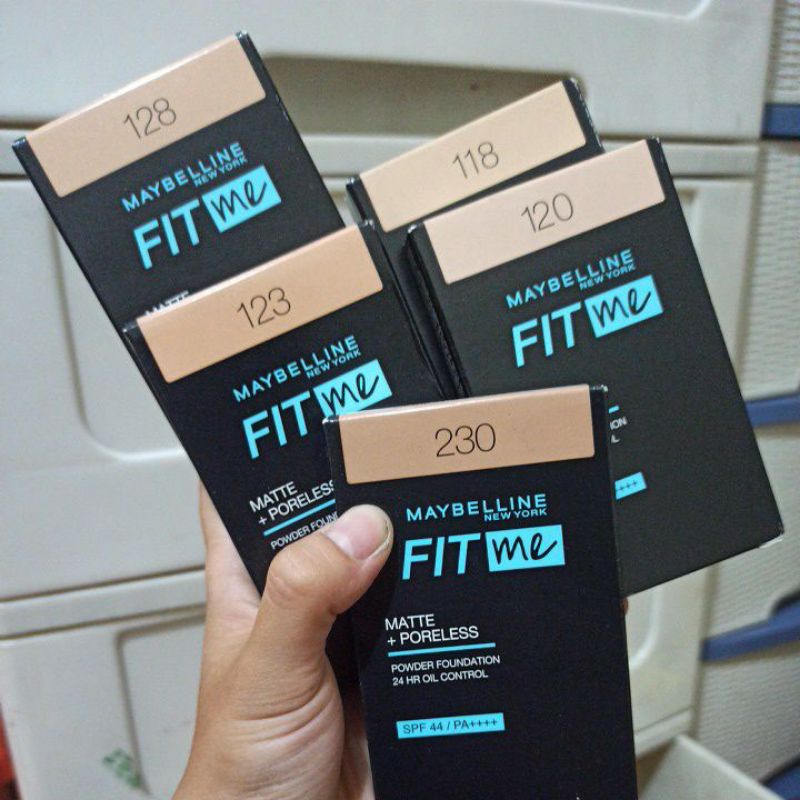 128
MAYBELLINE
NEW YORK
FIT me
MATTE
118
120
MAYBELLINE
NEW YORK
FIT me
123
MAYBELLINE
NEW YORK
FIT me
MATTE
+ PORELESS
POWDER
230
MAYBELLINE
NEW YORK
FIT me
MATTE
+ PORELESS
POWDER FOUNDATION
24 HR OIL CONTROL
SPF 44 / PA++++